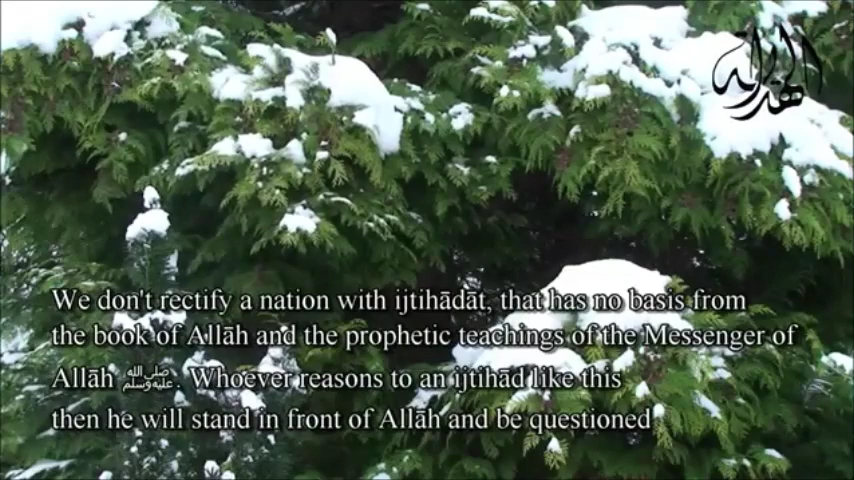 الهداية
We don't rectify a nation with ijtihādāt, that has no basis from
the book of Allāh and the prophetic teachings of the Messenger of
Allāh ﷺ. Whoever reasons to an ijtihād like this
then he will stand in front of Allāh and be questioned